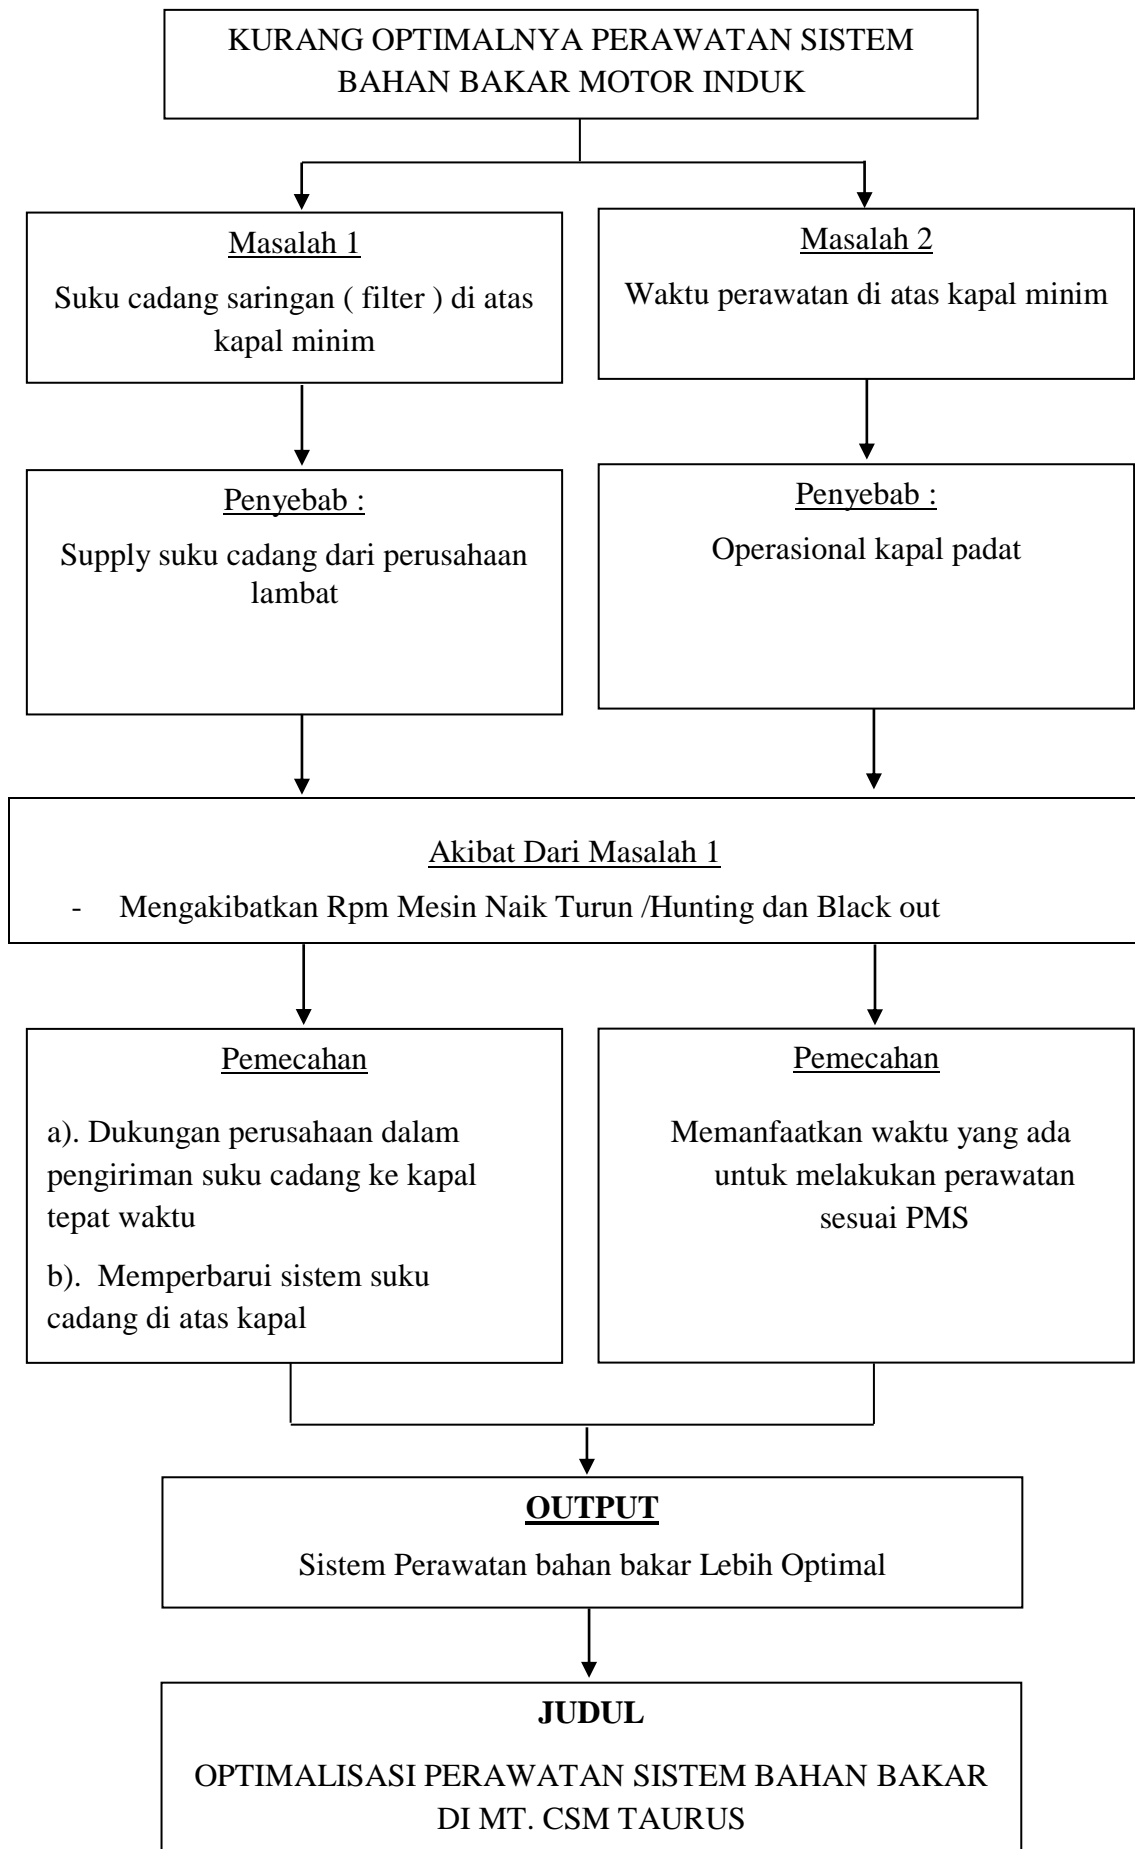 KURANG OPTIMALNYA PERAWATAN SISTEM
BAHAN BAKAR MOTOR INDUK
Masalah 1
Suku cadang saringan ( filter ) di atas
kapal minim
Masalah 2
Waktu perawatan di atas kapal minim
Penyebab :
Supply suku cadang dari perusahaan
lambat
Penyebab :
Operasional kapal padat
Akibat Dari Masalah 1
- Mengakibatkan Rpm Mesin Naik Turun /Hunting dan Black out
Pemecahan
a). Dukungan perusahaan dalam
pengiriman suku cadang ke kapal
tepat waktu
b). Memperbarui sistem suku
cadang di atas kapal
Pemecahan
Memanfaatkan waktu yang ada
untuk melakukan perawatan
sesuai PMS
OUTPUT
Sistem Perawatan bahan bakar Lebih Optimal
JUDUL
OPTIMALISASI PERAWATAN SISTEM BAHAN BAKAR
DI MT. CSM TAURUS